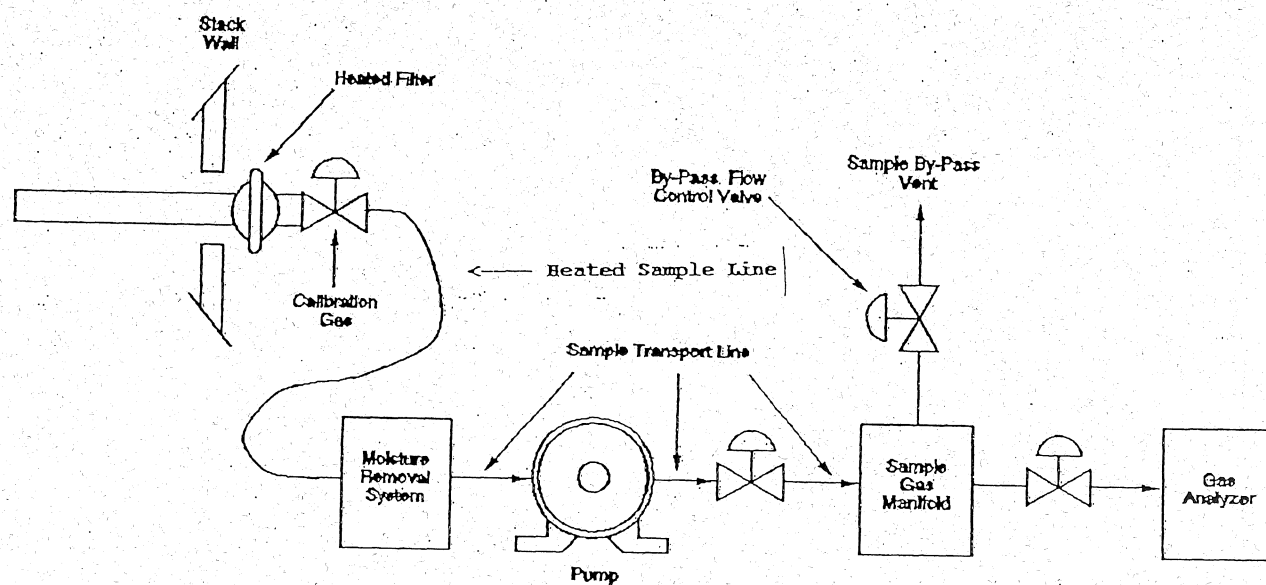 Stack
Wall
Heated Filter
Sample By-Pass
Vent
By-Pass Flow
Control Valve
Heated Sample Line
Calibration
Gas
Sample Transport Line
Moisture
Removal
System
Sample
Gas
Manifold
Gas
Analyzer
Pump